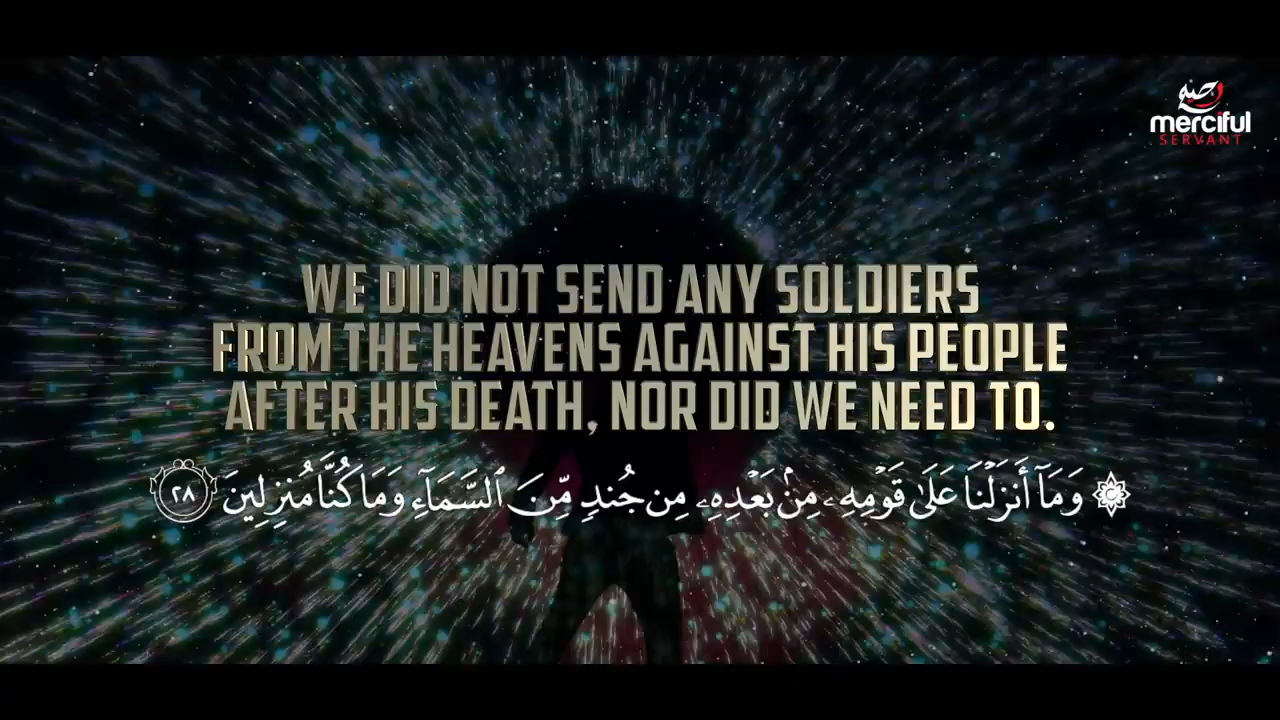 merciful
SERVANT
WE DID NOT SEND ANY SOLDIERS
FROM THE HEAVENS AGAINST HIS PEOPLE
AFTER HIS DEATH, NOR DID WE NEED TO.
۞ وَمَآ أَنزَلْنَا عَلَىٰ قَوْمِهِۦ مِنۢ بَعْدِهِۦ مِن جُندٍ مِّنَ ٱلسَّمَآءِ وَمَا كُنَّا مُنزِلِينَ ٢٨